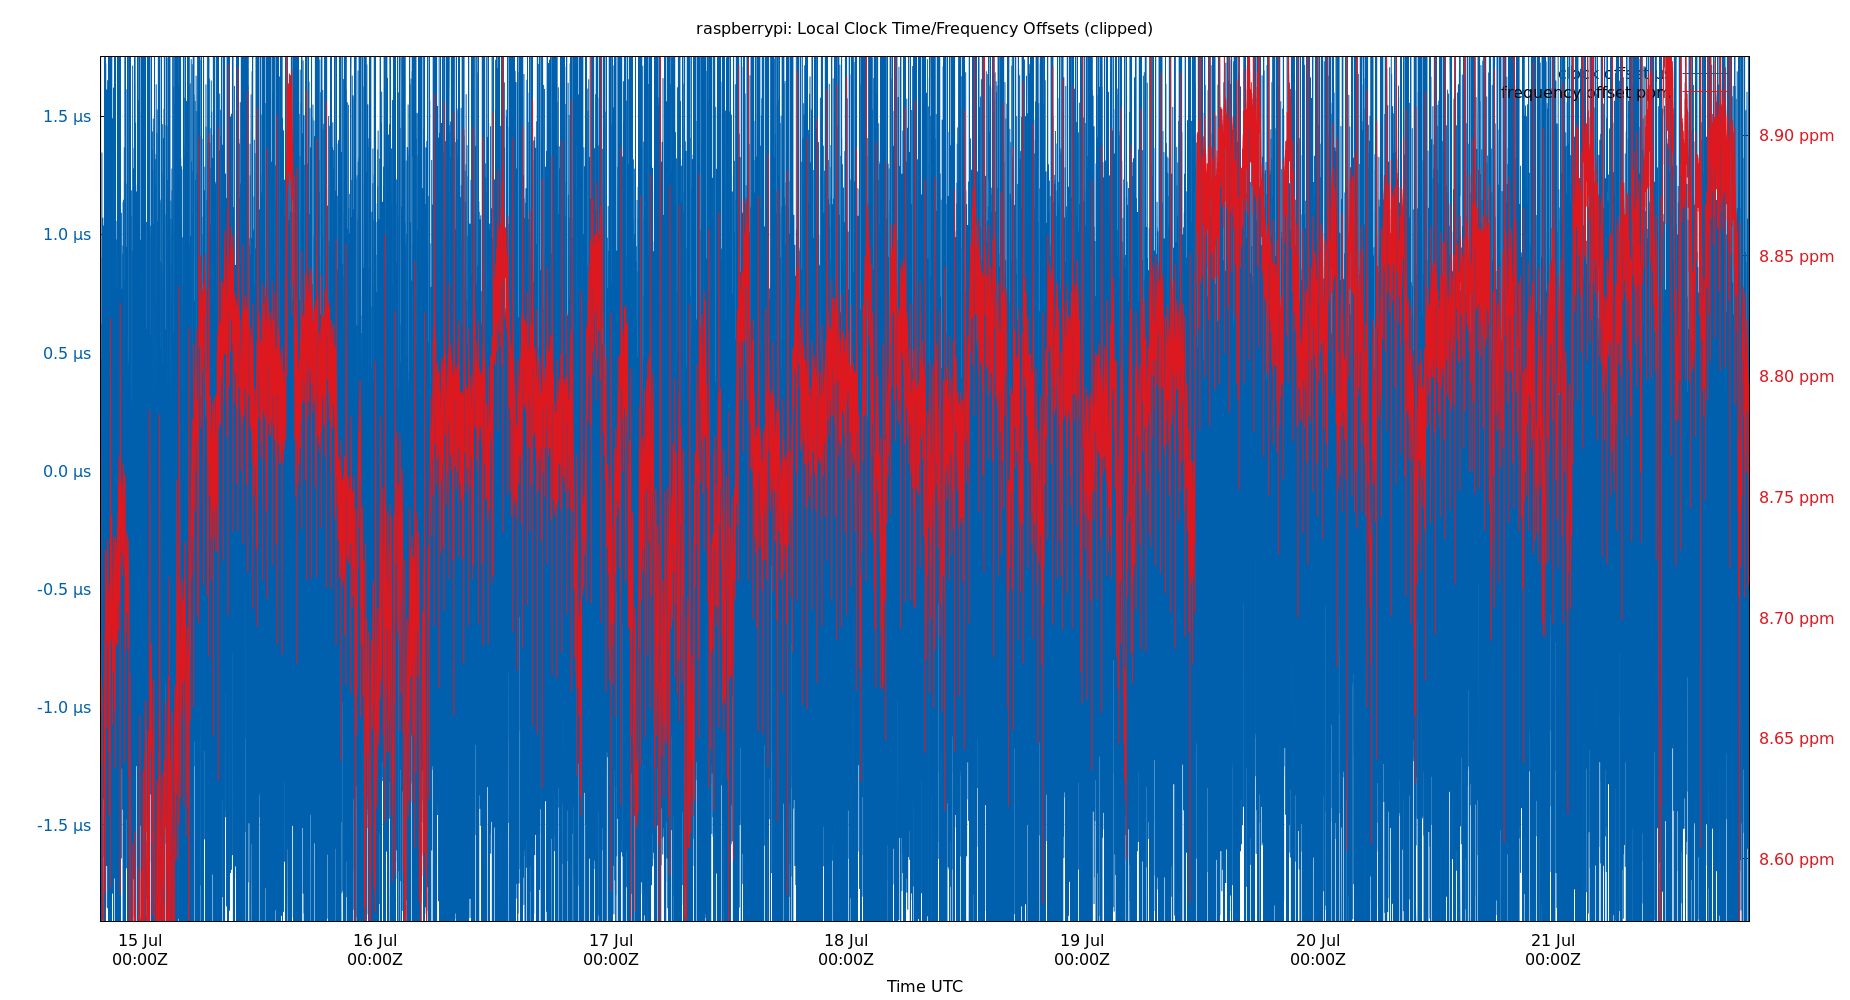 raspberrypi: Local Clock Time/Frequency Offsets (clipped)
clock offset µs
frequency offset ppm
1.5 µs
1.0 µs
0.5 µs
0.0 µs
-0.5 µs
-1.0 µs
-1.5 µs
8.90 ppm
8.85 ppm
8.80 ppm
8.75 ppm
8.70 ppm
8.65 ppm
8.60 ppm
15 Jul
00:00Z
16 Jul
00:00Z
17 Jul
00:00Z
18 Jul
00:00Z
19 Jul
00:00Z
20 Jul
00:00Z
21 Jul
00:00Z
Time UTC